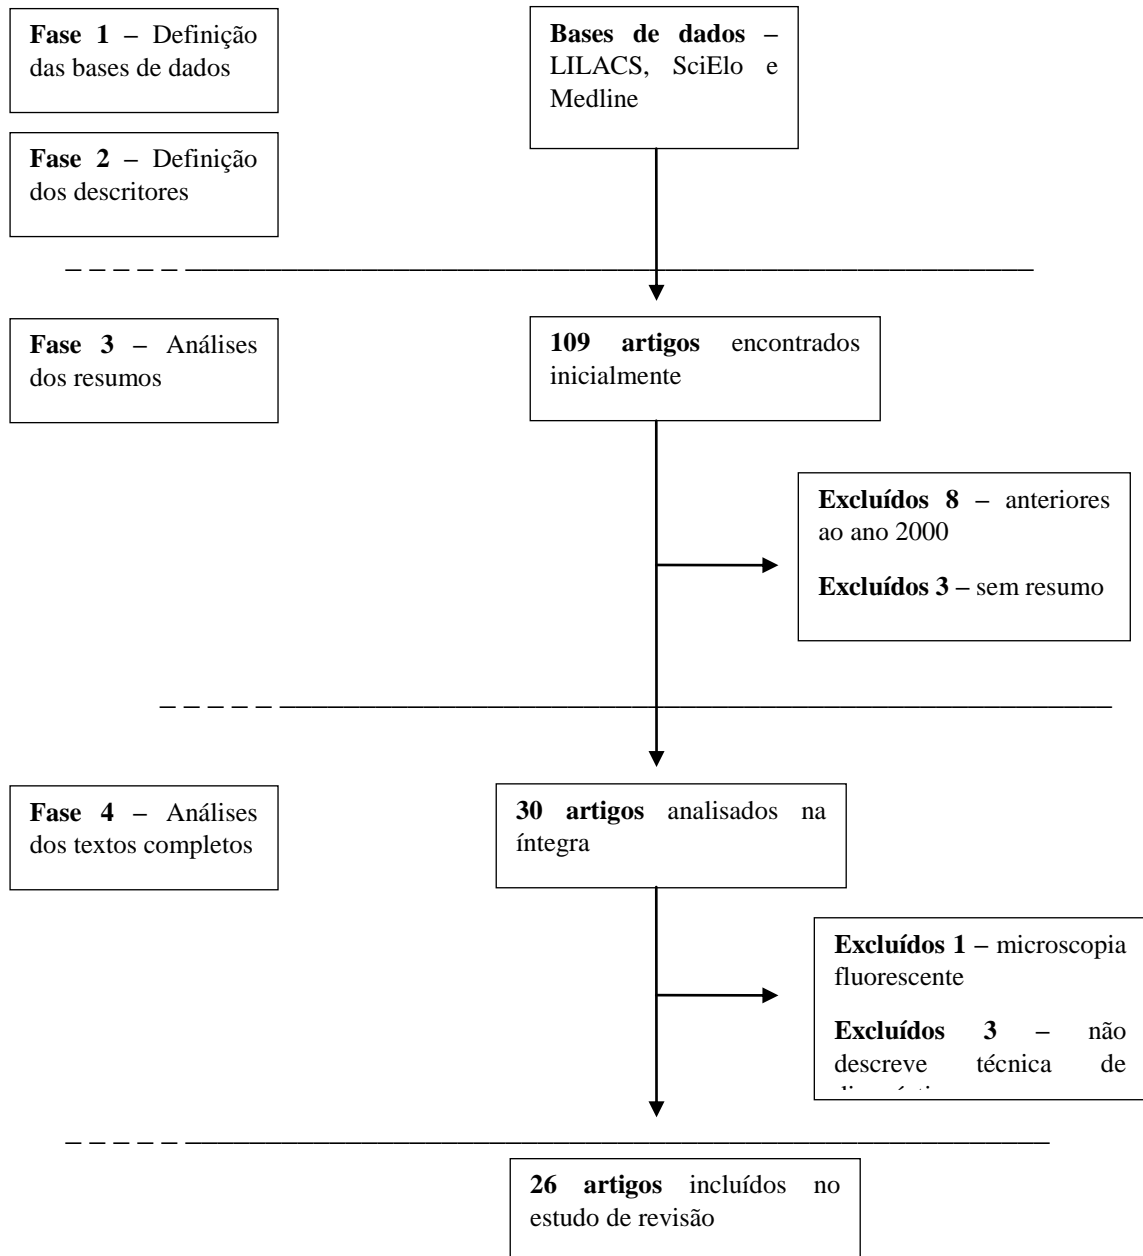 Fase 1 – Definição
das bases de dados
Bases de dados –
LILACS, SciElo e
Medline
Fase 2 – Definição
dos descritores
Fase 3 – Análises
dos resumos
109 artigos encontrados
inicialmente
Excluídos 8 – anteriores
ao ano 2000
Excluídos 3 – sem resumo
Fase 4 – Análises
dos textos completos
30 artigos analisados na
íntegra
Excluídos 1 – microscopia
fluorescente
Excluídos 3 – não
descreve técnica de
26 artigos incluídos no
estudo de revisão